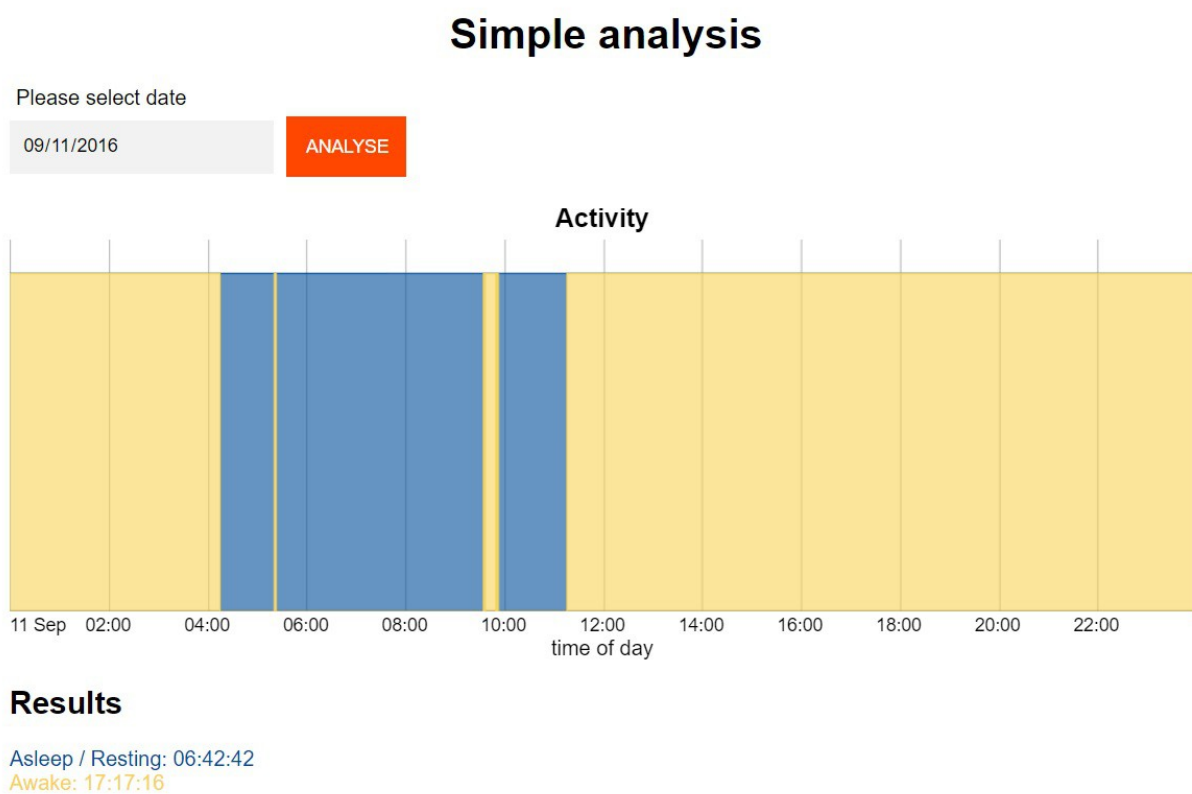 Simple analysis
Please select date
09/11/2016
ANALYSE
Activity
11 Sep 02:00 04:00 06:00 08:00 10:00 12:00 14:00 16:00 18:00 20:00 22:00
time of day
Results
Asleep / Resting: 06:42:42
Awake: 17:17:16